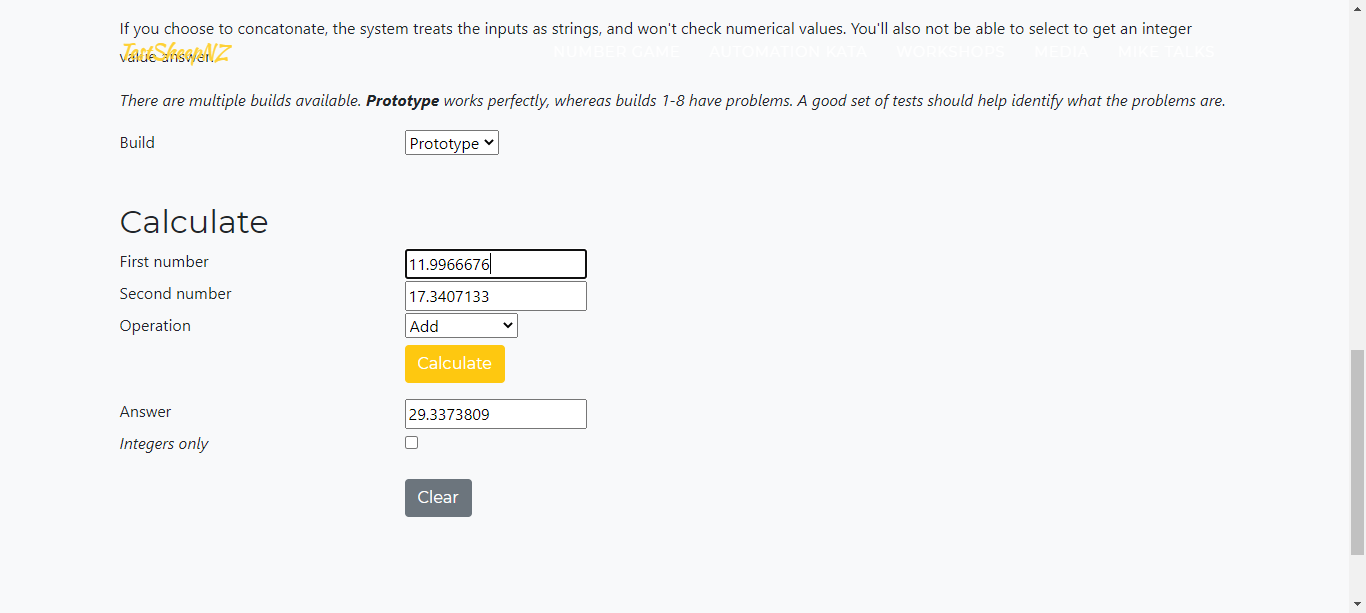 If you choose to concatonate, the system treats the inputs as strings, and won't check numerical values. You'll also not be able to select to get an integer
TestSheepNZ NUMBER GAME AUTOMATION WORKSHOPS MEDIA MIKE TALKS
value answer.
There are multiple builds available. Prototype works perfectly, whereas builds 1-8 have problems. A good set of tests should help identify what the problems are.
Build Prototype
Calculate
First number 11.9966676
Second number 17.3407133
Operation Add
Calculate
Answer 29.3373809
Integers only
Clear